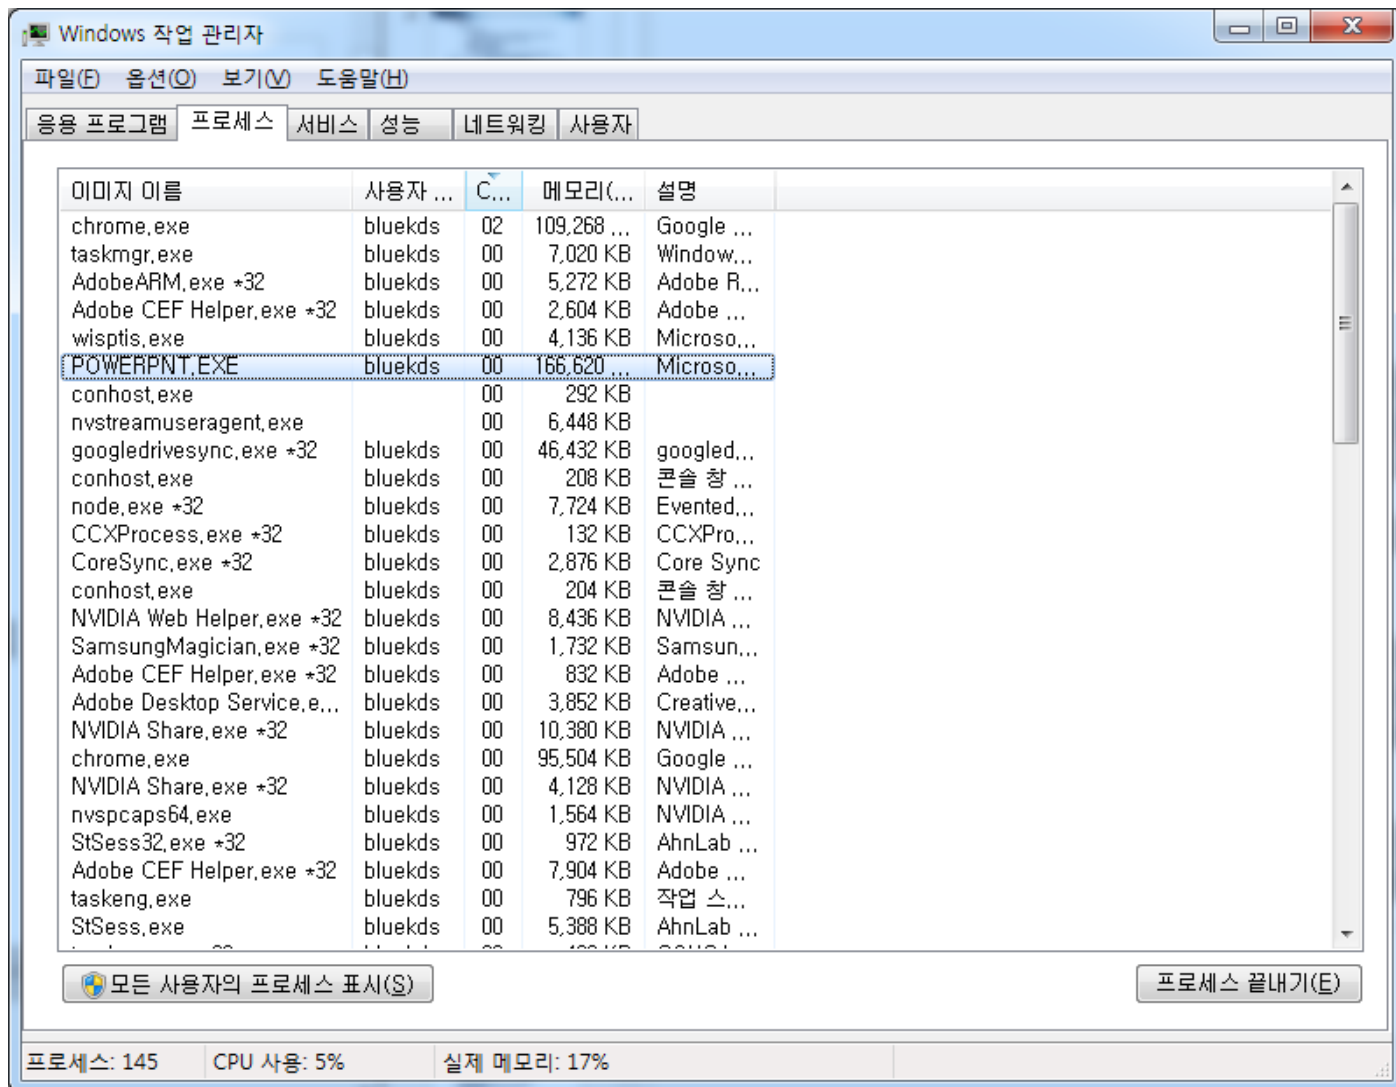 Windows 작업 관리자
파일(F) 옵션(O) 보기(V) 도움말(H)
응용 프로그램 프로세스 서비스 성능 네트워킹 사용자
이미지 이름 사용자 ... C... 메모리(... 설명
chrome.exe bluekds 02 109,268 ... Google ...
taskmgr.exe bluekds 00 7,020 KB Window...
AdobeARM.exe *32 bluekds 00 5,272 KB Adobe R...
Adobe CEF Helper.exe *32 bluekds 00 2,604 KB Adobe ...
wisptis.exe bluekds 00 4,136 KB Microso...
POWERPNT.EXE bluekds 00 166,620 ... Microso...
conhost.exe 00 292 KB
nvstreamuseragent.exe 00 6,448 KB
googledrivesync.exe *32 bluekds 00 46,432 KB googled...
conhost.exe bluekds 00 208 KB 콘솔 창 ...
node.exe *32 bluekds 00 7,724 KB Evented...
CCXProcess.exe *32 bluekds 00 132 KB CCXPro...
CoreSync.exe *32 bluekds 00 2,876 KB Core Sync
conhost.exe bluekds 00 204 KB 콘솔 창 ...
NVIDIA Web Helper.exe *32 bluekds 00 8,436 KB NVIDIA ...
SamsungMagician.exe *32 bluekds 00 1,732 KB Samsun...
Adobe CEF Helper.exe *32 bluekds 00 832 KB Adobe ...
Adobe Desktop Service.e... bluekds 00 3,852 KB Creative...
NVIDIA Share.exe *32 bluekds 00 10,380 KB NVIDIA ...
chrome.exe bluekds 00 95,504 KB Google ...
NVIDIA Share.exe *32 bluekds 00 4,128 KB NVIDIA ...
nvspcaps64.exe bluekds 00 1,564 KB NVIDIA ...
StSess32.exe *32 bluekds 00 972 KB AhnLab ...
Adobe CEF Helper.exe *32 bluekds 00 7,904 KB Adobe ...
taskeng.exe bluekds 00 796 KB 작업 스...
StSess.exe bluekds 00 5,388 KB AhnLab ...
모든 사용자의 프로세스 표시(S) 프로세스 끝내기(E)
프로세스: 145 CPU 사용: 5% 실제 메모리: 17%